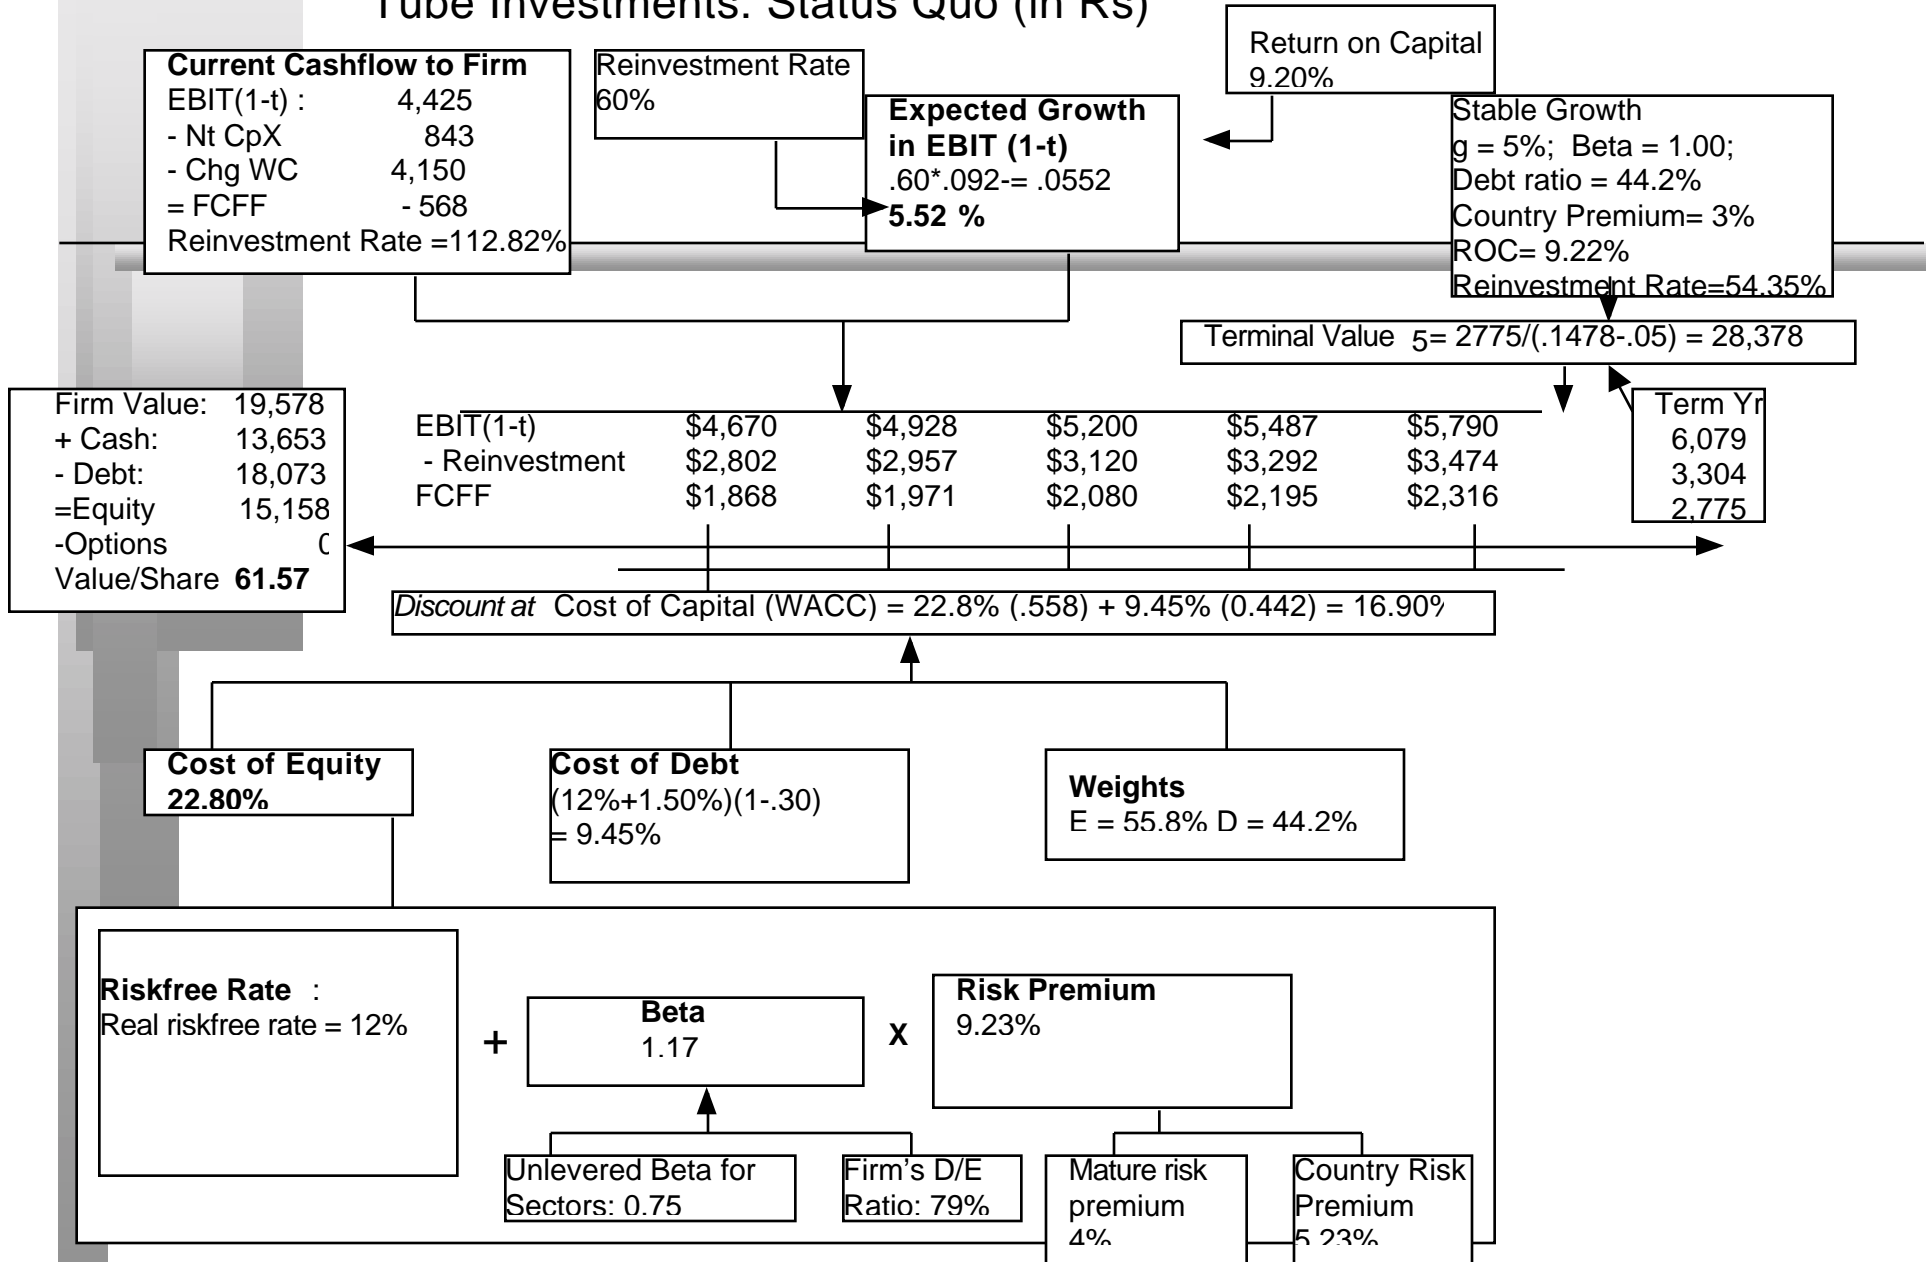 Tube Investments: Status Quo (in Rs)
Current Cashflow to Firm
EBIT(1-t) : 4,425
- Nt CpX 843
- Chg WC 4,150
= FCFF - 568
Reinvestment Rate =112.82%
Reinvestment Rate
60%
Expected Growth
in EBIT (1-t)
.60*.092-= .0552
5.52 %
Return on Capital
9.20%
Stable Growth
g = 5%; Beta = 1.00;
Debt ratio = 44.2%
Country Premium= 3%
ROC= 9.22%
Reinvestment Rate=54.35%
Terminal Value 5= 2775/(.1478-.05) = 28,378
Firm Value: 19,578
+ Cash: 13,653
- Debt: 18,073
=Equity 15,158
-Options 0
Value/Share 61.57
EBIT(1-t) $4,670 $4,928 $5,200 $5,487 $5,790
- Reinvestment $2,802 $2,957 $3,120 $3,292 $3,474
FCFF $1,868 $1,971 $2,080 $2,195 $2,316
Term Yr
6,079
3,304
2,775
Discount at Cost of Capital (WACC) = 22.8% (.558) + 9.45% (0.442) = 16.90%
Cost of Equity
22.80%
Cost of Debt
(12%+1.50%)(1-.30)
= 9.45%
Weights
E = 55.8% D = 44.2%
Riskfree Rate :
Real riskfree rate = 12%
+
Beta
1.17
X
Risk Premium
9.23%
Unlevered Beta for
Sectors: 0.75
Firm’s D/E
Ratio: 79%
Mature risk
premium
4%
Country Risk
Premium
5.23%